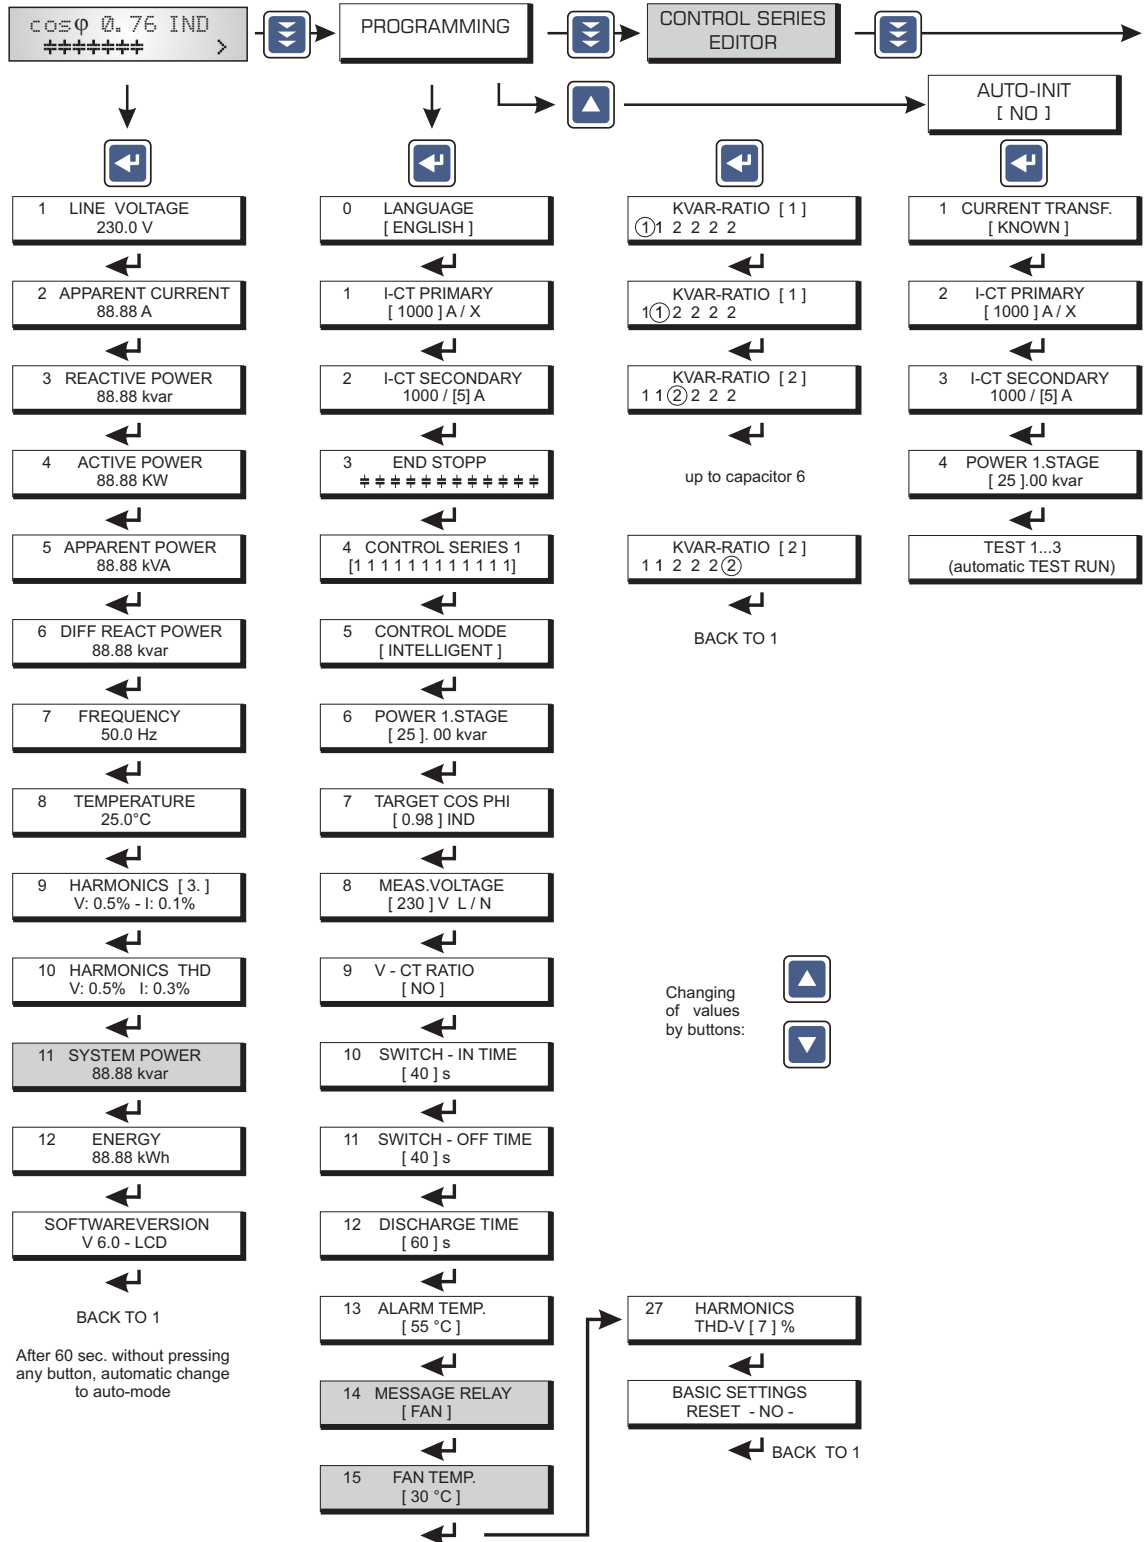 cosφ 0.76 IND
>
PROGRAMMING
CONTROL SERIES
EDITOR
AUTO-INIT
[ NO ]
1 LINE VOLTAGE
230.0 V
2 APPARENT CURRENT
88.88 A
3 REACTIVE POWER
88.88 kvar
4 ACTIVE POWER
88.88 KW
5 APPARENT POWER
88.88 kVA
6 DIFF REACT POWER
88.88 kvar
7 FREQUENCY
50.0 Hz
8 TEMPERATURE
25.0°C
9 HARMONICS [ 3. ]
V: 0.5% - I: 0.1%
10 HARMONICS THD
V: 0.5% I: 0.3%
11 SYSTEM POWER
88.88 kvar
12 ENERGY
88.88 kWh
SOFTWAREVERSION
V 6.0 - LCD
BACK TO 1
After 60 sec. without pressing
any button, automatic change
to auto-mode
0 LANGUAGE
[ ENGLISH ]
1 I-CT PRIMARY
[ 1000 ] A / X
2 I-CT SECONDARY
1000 / [5] A
3 END STOPP
4 CONTROL SERIES 1
[1 1 1 1 1 1 1 1 1 1 1 1]
5 CONTROL MODE
[ INTELLIGENT ]
6 POWER 1.STAGE
[ 25 ]. 00 kvar
7 TARGET COS PHI
[ 0.98 ] IND
8 MEAS.VOLTAGE
[ 230 ] V L / N
9 V - CT RATIO
[ NO ]
10 SWITCH - IN TIME
[ 40 ] s
11 SWITCH - OFF TIME
[ 40 ] s
12 DISCHARGE TIME
[ 60 ] s
13 ALARM TEMP.
[ 55 °C ]
14 MESSAGE RELAY
[ FAN ]
15 FAN TEMP.
[ 30 °C ]
KVAR-RATIO [ 1 ]
1 1 2 2 2 2
KVAR-RATIO [ 1 ]
1 1 2 2 2 2
KVAR-RATIO [ 2 ]
1 1 2 2 2 2
up to capacitor 6
KVAR-RATIO [ 2 ]
1 1 2 2 2 2
BACK TO 1
Changing
of values
by buttons:
27 HARMONICS
THD-V [ 7 ] %
BASIC SETTINGS
RESET - NO -
BACK TO 1
1 CURRENT TRANSF.
[ KNOWN ]
2 I-CT PRIMARY
[ 1000 ] A / X
3 I-CT SECONDARY
1000 / [5] A
4 POWER 1.STAGE
[ 25 ].00 kvar
TEST 1...3
(automatic TEST RUN)